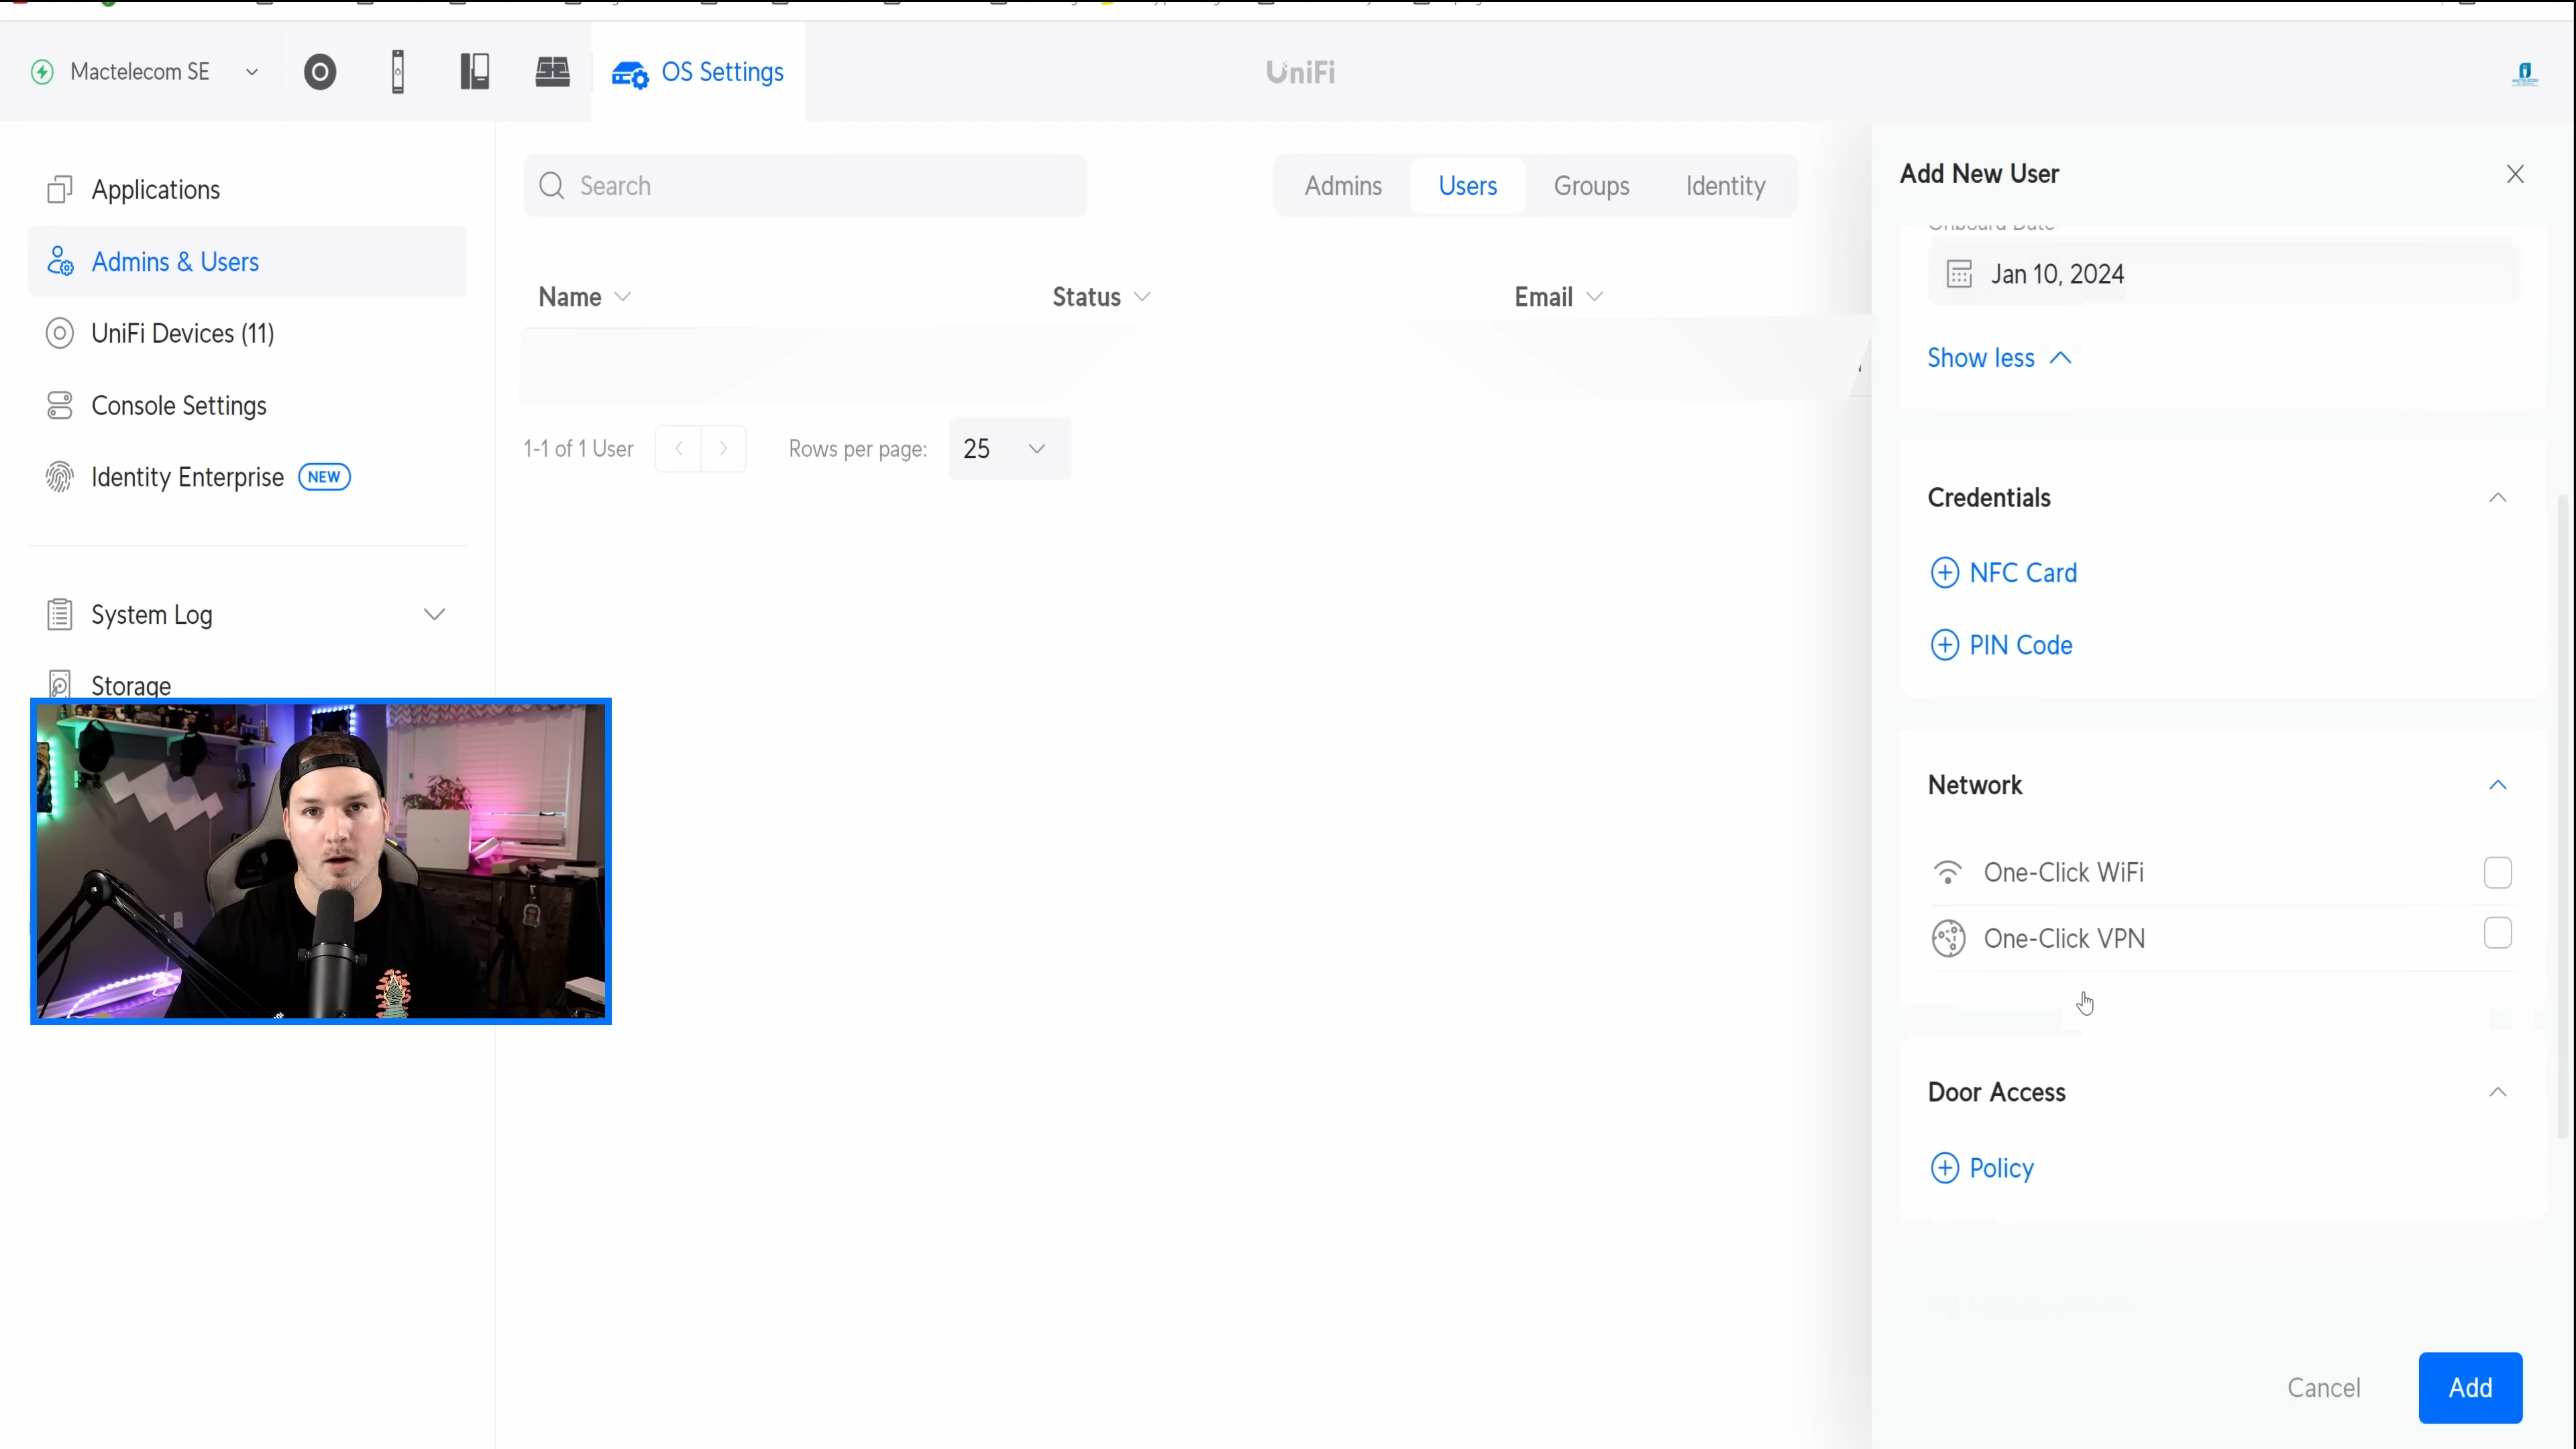 Mactelecom SE
OS Settings
UniFi
Applications
Admins & Users
UniFi Devices (11)
Console Settings
Identity Enterprise NEW
System Log
Storage
Search
Admins Users Groups Identity
Name Status Email
1-1 of 1 User Rows per page: 25
Add New User
Onboard Date
Jan 10, 2024
Show less
Credentials
NFC Card
PIN Code
Network
One-Click WiFi
One-Click VPN
Door Access
Policy
Cancel Add